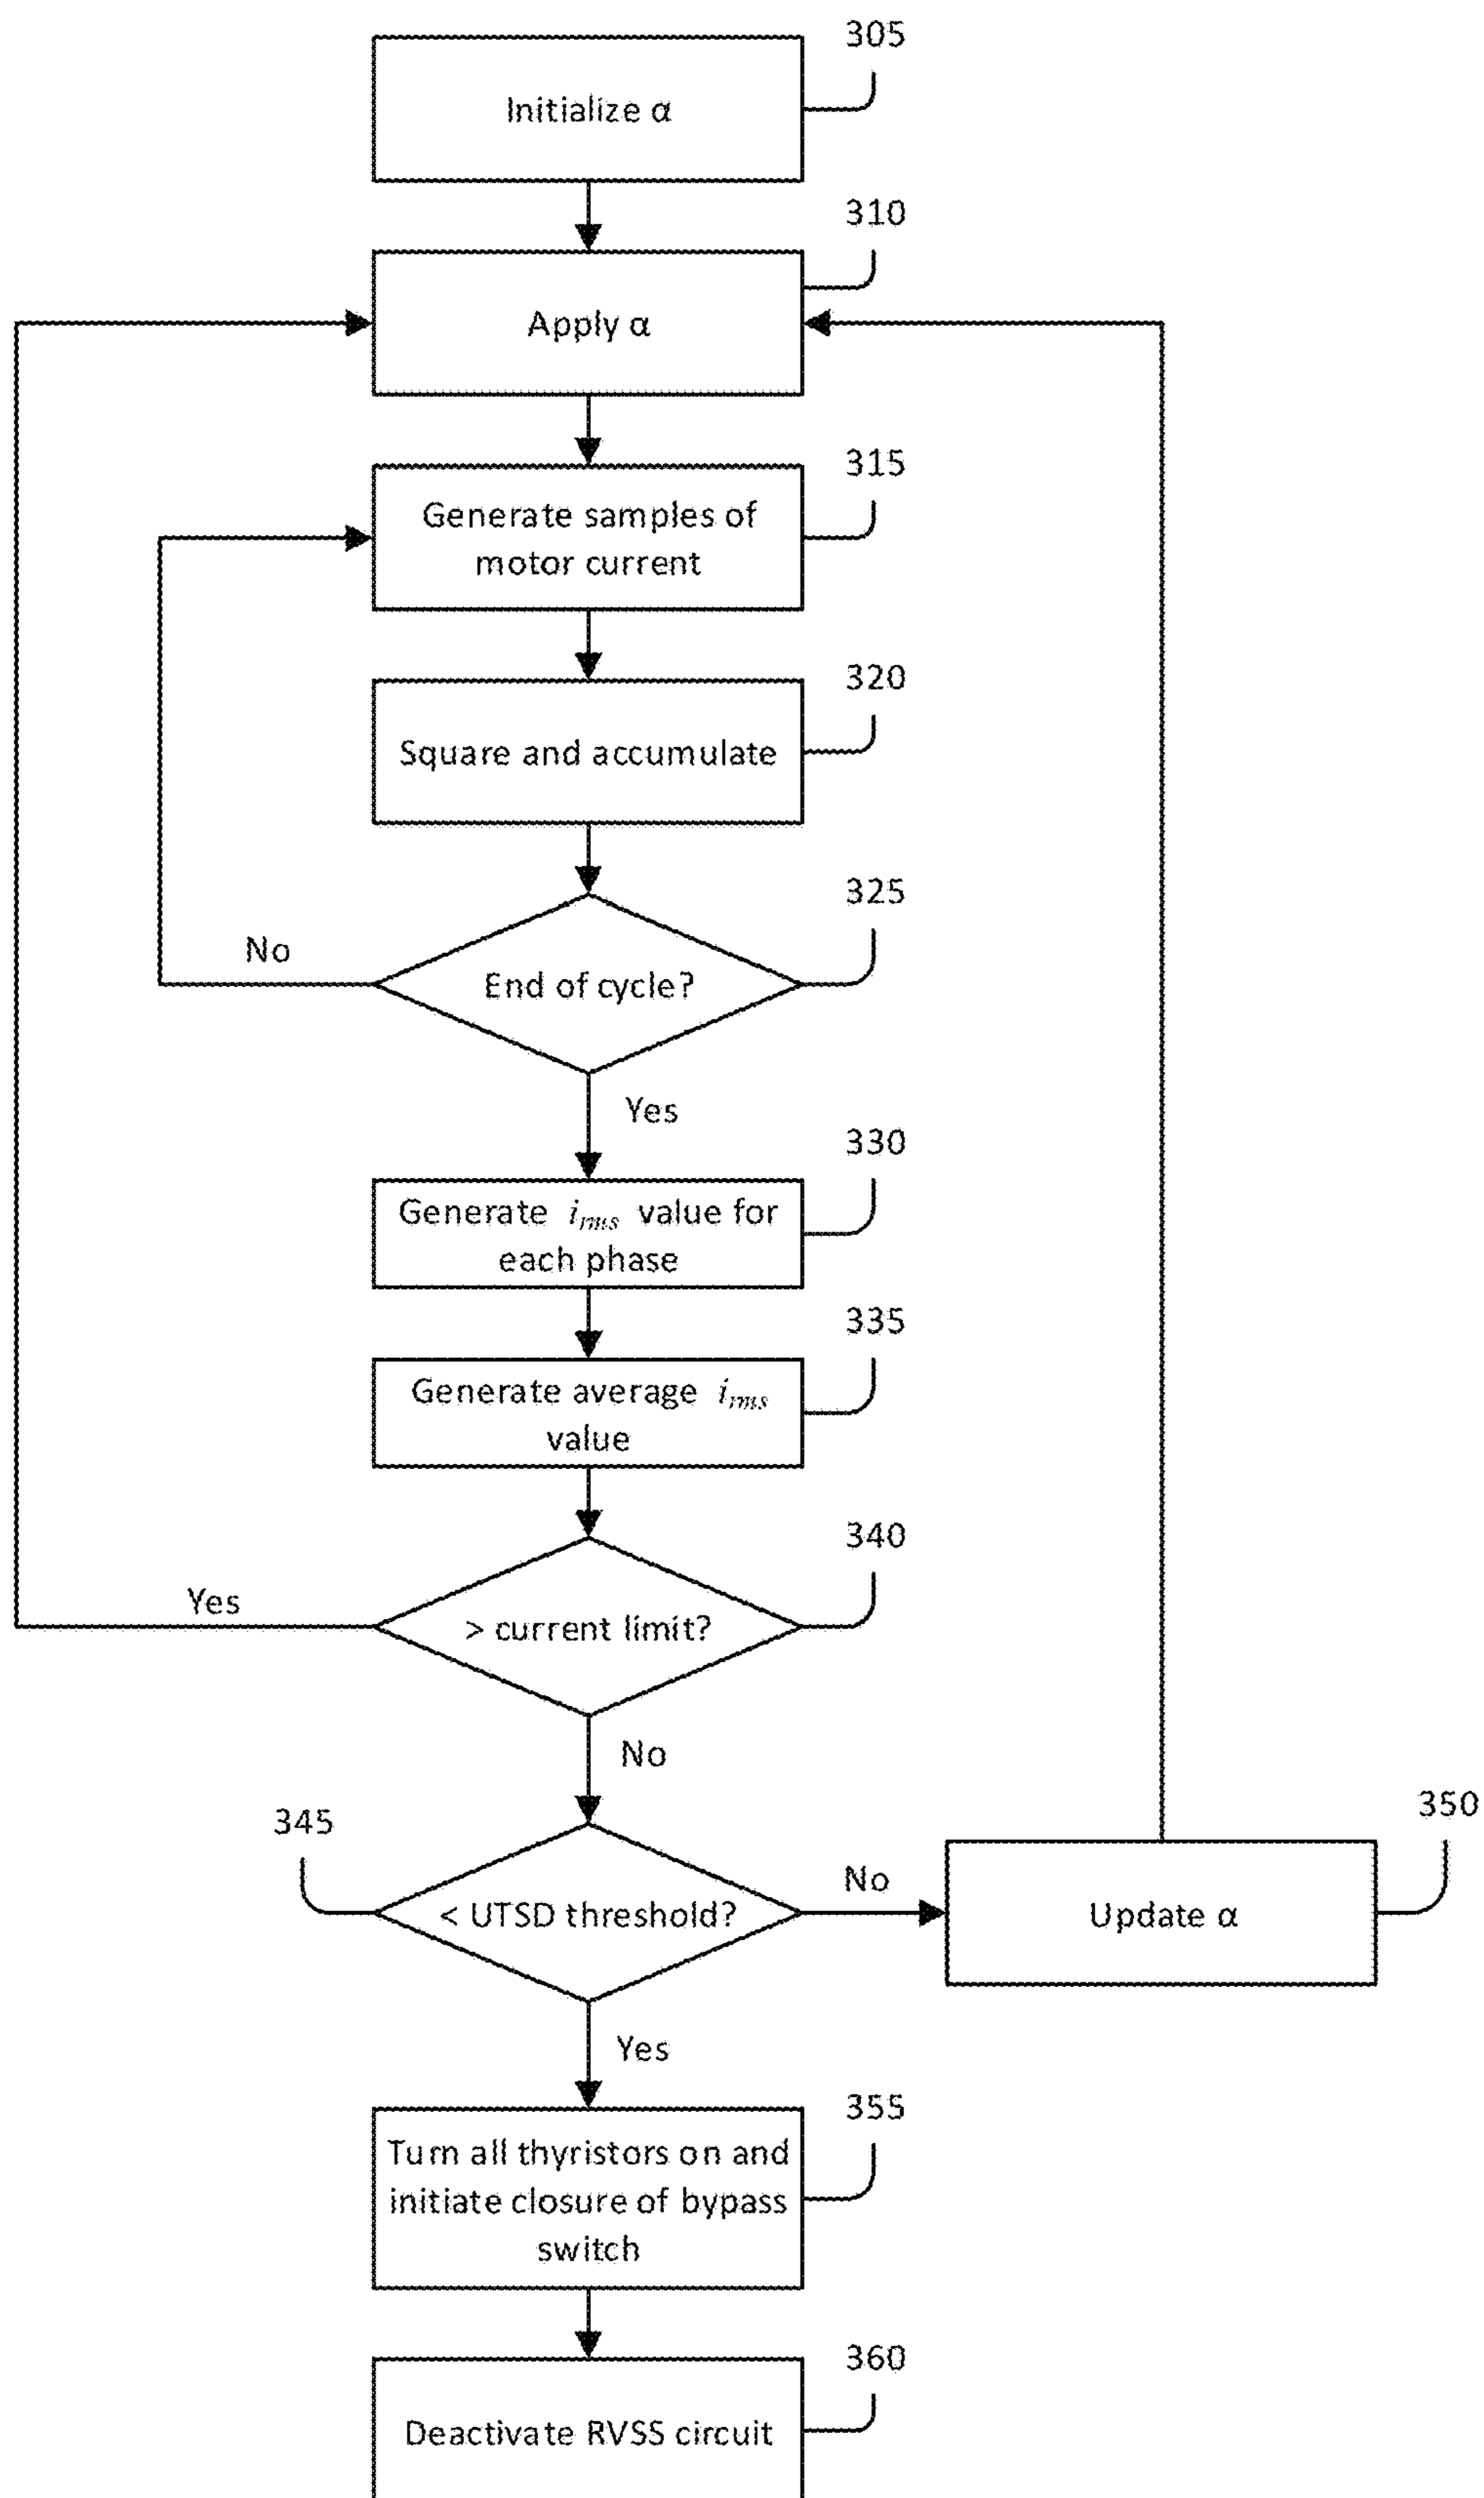 305
Initialize α
310
Apply α
315
Generate samples of
motor current
320
Square and accumulate
325
No
End of cycle?
Yes
330
Generate i_rms value for
each phase
335
Generate average i_rms
value
340
Yes
> current limit?
No
345
350
No
< UTSD threshold?
Update α
Yes
355
Turn all thyristors on and
initiate closure of bypass
switch
360
Deactivate RVSS circuit